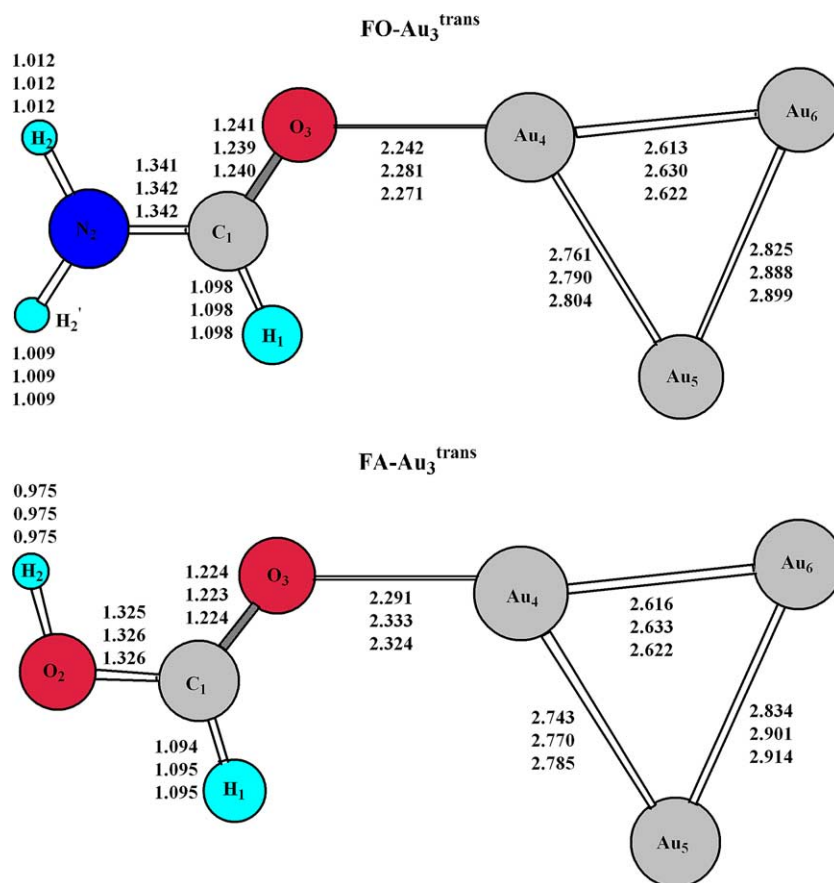 FO-Au₃ᵗʳᵃⁿˢ
1.012
1.012
1.012
H₂
1.341
1.342
1.342
N₂
1.241
1.239
1.240
O₃
C₁
2.242
2.281
2.271
Au₄
2.613
2.630
2.622
Au₆
H₂'
1.009
1.009
1.009
1.098
1.098
1.098
H₁
2.761
2.790
2.804
2.825
2.888
2.899
Au₅
FA-Au₃ᵗʳᵃⁿˢ
0.975
0.975
0.975
H₂
1.325
1.326
1.326
O₂
1.224
1.223
1.224
O₃
C₁
2.291
2.333
2.324
Au₄
2.616
2.633
2.622
Au₆
1.094
1.095
1.095
H₁
2.743
2.770
2.785
2.834
2.901
2.914
Au₅